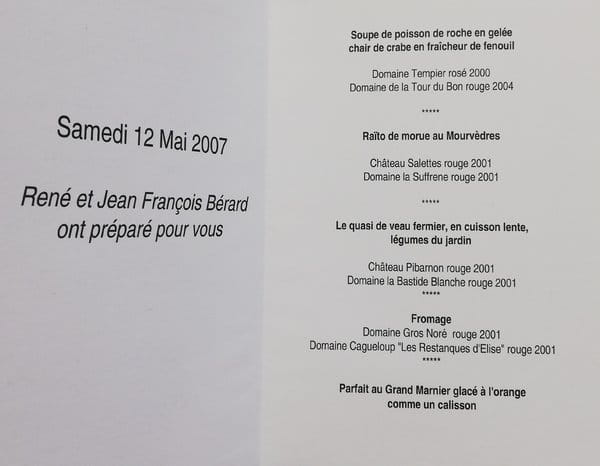 Samedi 12 Mai 2007
René et Jean François Bérard
ont préparé pour vous
Soupe de poisson de roche en gelée
chair de crabe en fraîcheur de fenouil
Domaine Tempier rosé 2000
Domaine de la Tour du Bon rouge 2004
*****
Raïto de morue au Mourvèdres
Château Salettes rouge 2001
Domaine la Suffrene rouge 2001
*****
Le quasi de veau fermier, en cuisson lente,
légumes du jardin
Château Pibarnon rouge 2001
Domaine la Bastide Blanche rouge 2001
*****
Fromage
Domaine Gros Noré rouge 2001
Domaine Cagueloup "Les Restanques d'Elise" rouge 2001
*****
Parfait au Grand Marnier glacé à l'orange
comme un calisson